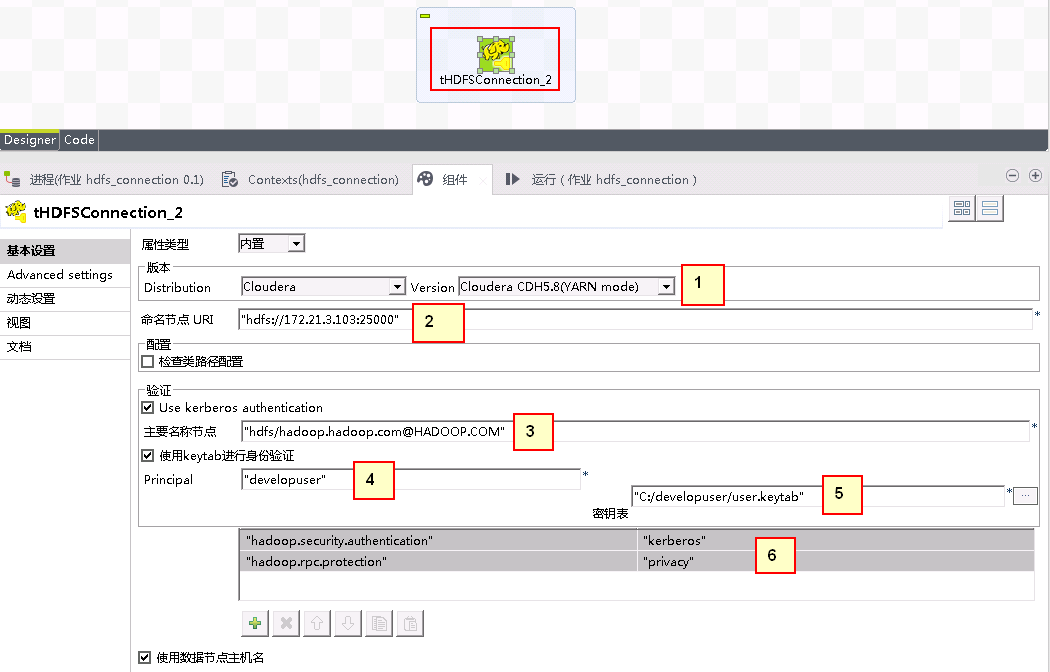 tHDFSConnection_2
Designer Code
进程(作业 hdfs_connection 0.1) Contexts(hdfs_connection) 组件 运行 ( 作业 hdfs_connection )
tHDFSConnection_2
基本设置
Advanced settings
动态设置
视图
文档
属性类型 内置
版本
Distribution Cloudera Version Cloudera CDH5.8(YARN mode) 1
命名节点 URI "hdfs://172.21.3.103:25000" 2 *
配置
检查类路径配置
验证
Use kerberos authentication
主要名称节点 "hdfs/hadoop.hadoop.com@HADOOP.COM" 3 *
使用keytab进行身份验证
Principal "developuser" 4 *
密钥表 "C:/developuser/user.keytab" 5 * ...
"hadoop.security.authentication" "kerberos"
"hadoop.rpc.protection" "privacy" 6
使用数据节点主机名